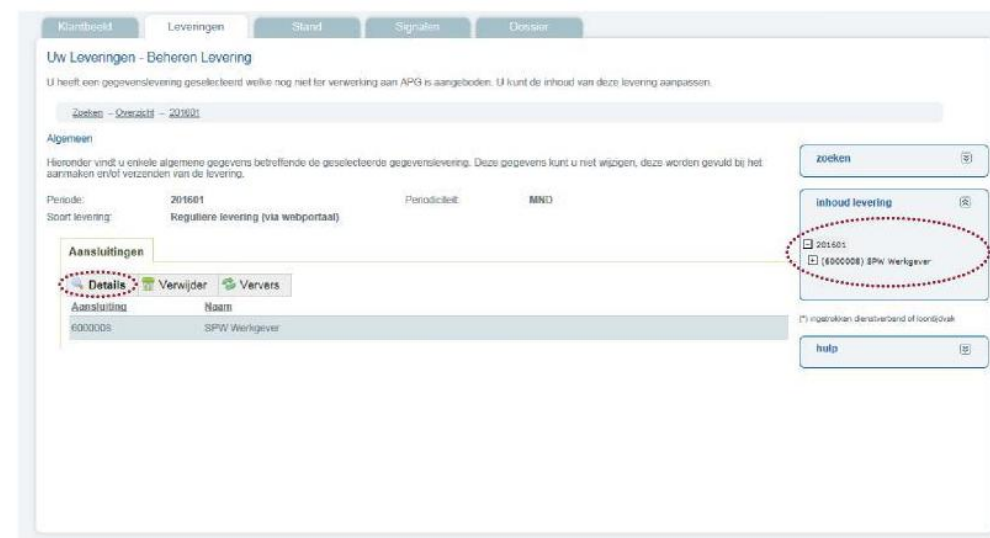 Klantbeeld Leveringen Stand Signalen Dossier
Uw Leveringen - Beheren Levering
U heeft een gegevenslevering geselecteerd welke nog niet ter verwerking aan APG is aangeboden. U kunt de inhoud van deze levering aanpassen.
Zoeken - Overzicht - 201601
Algemeen
Hieronder vindt u enkele algemene gegevens betreffende de geselecteerde gegevenslevering. Deze gegevens kunt u niet wijzigen, deze worden gevuld bij het
aanmaken en/of verzenden van de levering.
Periode: 201601 Periodiciteit: MND
Soort levering: Reguliere levering (via webportaal)
Aansluitingen
Details Verwijder Ververs
Aansluiting Naam
6000008 SPW Werkgever
zoeken
inhoud levering
201601
(6000008) SPW Werkgever
(*) ingetrokken dienstverband of loontijdvak
hulp